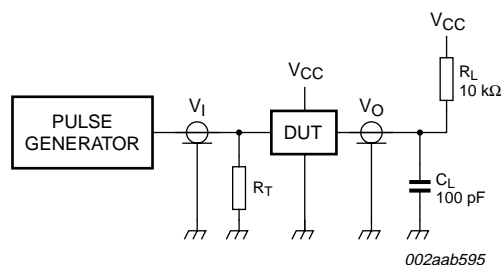 VCC
RL
10 kΩ
VCC
VI
VO
PULSE
GENERATOR
DUT
RT
CL
100 pF
002aab595